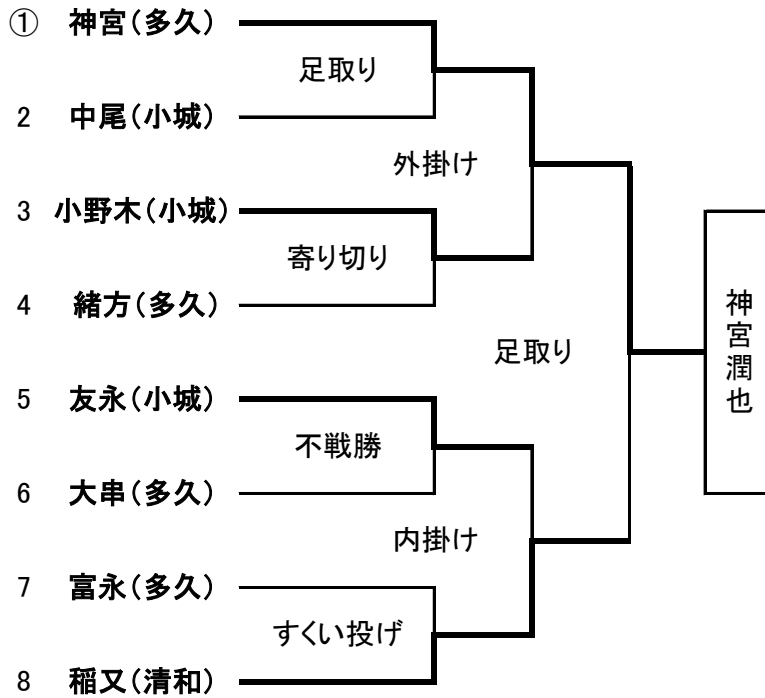 ① 神宮(多久)
足取り
2 中尾(小城)
外掛け
3 小野木(小城)
寄り切り
4 緒方(多久)
足取り
神宮潤也
5 友永(小城)
不戦勝
6 大串(多久)
内掛け
7 富永(多久)
すくい投げ
8 稲又(清和)